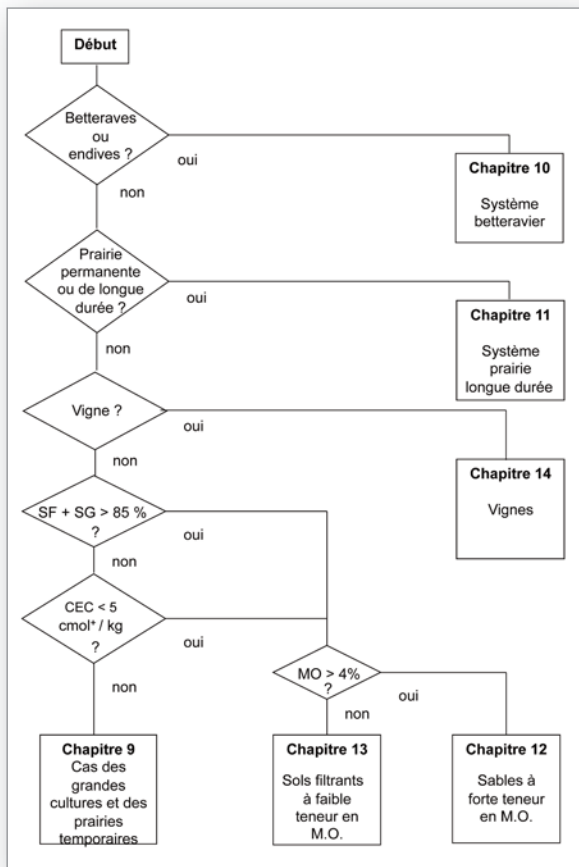 Début
Betteraves
ou
endives ?
oui
non
Chapitre 10
Système
betteravier
Prairie
permanente
ou de longue
durée ?
oui
non
Chapitre 11
Système
prairie
longue durée
Vigne ?
oui
non
Chapitre 14
Vignes
SF + SG > 85 %
?
oui
non
CEC < 5
cmol⁺ / kg
?
oui
non
MO > 4%
?
oui
non
Chapitre 9
Cas des
grandes
cultures et des
prairies
temporaires
Chapitre 13
Sols filtrants
à faible
teneur en
M.O.
Chapitre 12
Sables à
forte teneur
en M.O.